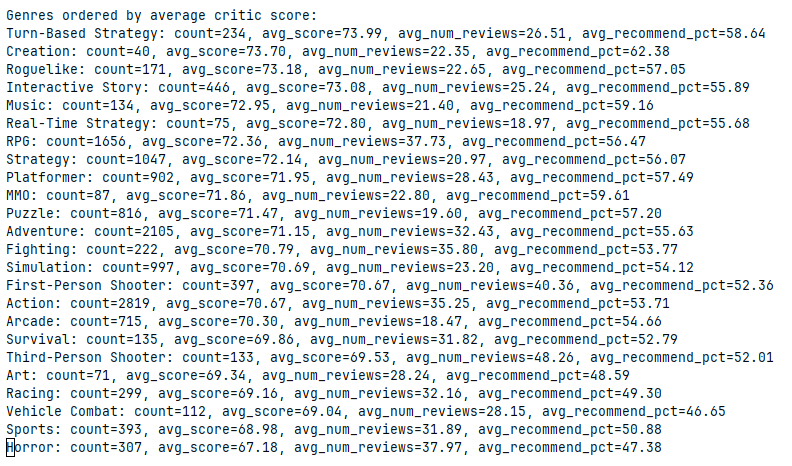 Genres ordered by average critic score:
Turn-Based Strategy: count=234, avg_score=73.99, avg_num_reviews=26.51, avg_recommend_pct=58.64
Creation: count=40, avg_score=73.70, avg_num_reviews=22.35, avg_recommend_pct=62.38
Roguelike: count=171, avg_score=73.18, avg_num_reviews=22.65, avg_recommend_pct=57.05
Interactive Story: count=446, avg_score=73.08, avg_num_reviews=25.24, avg_recommend_pct=55.89
Music: count=134, avg_score=72.95, avg_num_reviews=21.40, avg_recommend_pct=59.16
Real-Time Strategy: count=75, avg_score=72.80, avg_num_reviews=18.97, avg_recommend_pct=55.68
RPG: count=1656, avg_score=72.36, avg_num_reviews=37.73, avg_recommend_pct=56.47
Strategy: count=1047, avg_score=72.14, avg_num_reviews=20.97, avg_recommend_pct=56.07
Platformer: count=902, avg_score=71.95, avg_num_reviews=28.43, avg_recommend_pct=57.49
MMO: count=87, avg_score=71.86, avg_num_reviews=22.80, avg_recommend_pct=59.61
Puzzle: count=816, avg_score=71.47, avg_num_reviews=19.60, avg_recommend_pct=57.20
Adventure: count=2105, avg_score=71.15, avg_num_reviews=32.43, avg_recommend_pct=55.63
Fighting: count=222, avg_score=70.79, avg_num_reviews=35.80, avg_recommend_pct=53.77
Simulation: count=997, avg_score=70.69, avg_num_reviews=23.20, avg_recommend_pct=54.12
First-Person Shooter: count=397, avg_score=70.67, avg_num_reviews=40.36, avg_recommend_pct=52.36
Action: count=2819, avg_score=70.67, avg_num_reviews=35.25, avg_recommend_pct=53.71
Arcade: count=715, avg_score=70.30, avg_num_reviews=18.47, avg_recommend_pct=54.66
Survival: count=135, avg_score=69.86, avg_num_reviews=31.82, avg_recommend_pct=52.79
Third-Person Shooter: count=133, avg_score=69.53, avg_num_reviews=48.26, avg_recommend_pct=52.01
Art: count=71, avg_score=69.34, avg_num_reviews=28.24, avg_recommend_pct=48.59
Racing: count=299, avg_score=69.16, avg_num_reviews=32.16, avg_recommend_pct=49.30
Vehicle Combat: count=112, avg_score=69.04, avg_num_reviews=28.15, avg_recommend_pct=46.65
Sports: count=393, avg_score=68.98, avg_num_reviews=31.89, avg_recommend_pct=50.88
Horror: count=307, avg_score=67.18, avg_num_reviews=37.97, avg_recommend_pct=47.38